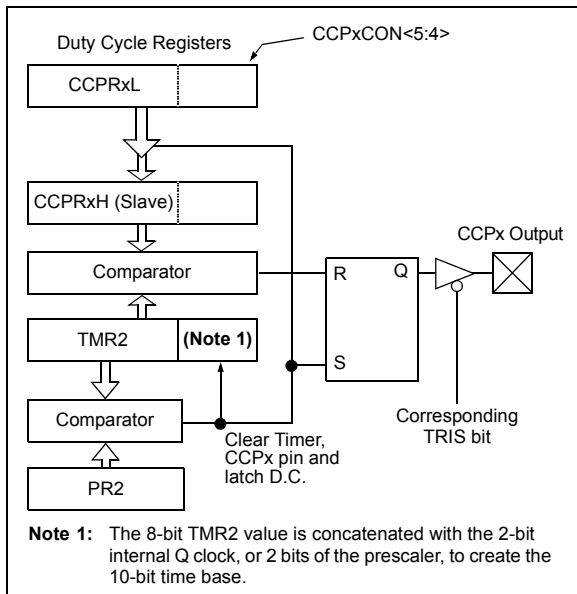 Duty Cycle Registers
CCPxCON<5:4>
CCPRxL
CCPRxH (Slave)
Comparator
TMR2
(Note 1)
Comparator
PR2
Clear Timer,
CCPx pin and
latch D.C.
R
Q
S
CCPx Output
Corresponding
TRIS bit
Note 1: The 8-bit TMR2 value is concatenated with the 2-bit
internal Q clock, or 2 bits of the prescaler, to create the
10-bit time base.